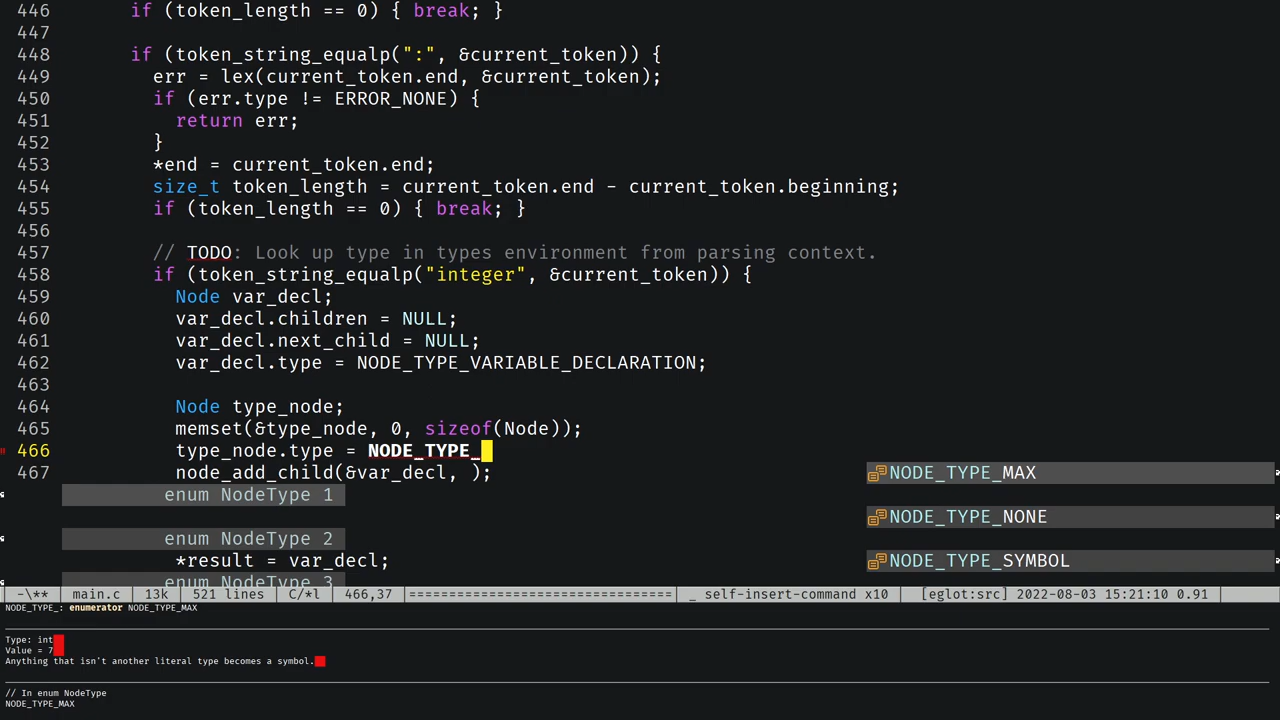 446 if (token_length == 0) { break; }
447
448 if (token_string_equalp(":", &current_token)) {
449 err = lex(current_token.end, &current_token);
450 if (err.type != ERROR_NONE) {
451 return err;
452 }
453 *end = current_token.end;
454 size_t token_length = current_token.end - current_token.beginning;
455 if (token_length == 0) { break; }
456
457 // TODO: Look up type in types environment from parsing context.
458 if (token_string_equalp("integer", &current_token)) {
459 Node var_decl;
460 var_decl.children = NULL;
461 var_decl.next_child = NULL;
462 var_decl.type = NODE_TYPE_VARIABLE_DECLARATION;
463
464 Node type_node;
465 memset(&type_node, 0, sizeof(Node));
466 type_node.type = NODE_TYPE_
467 node_add_child(&var_decl, ); NODE_TYPE_MAX
enum NodeType 1
NODE_TYPE_NONE
enum NodeType 2
*result = var_decl; NODE_TYPE_SYMBOL
enum NodeType 3
-\** main.c 13k 521 lines C/*l 466,37 =============================== _ self-insert-command x10 [eglot:src] 2022-08-03 15:21:10 0.91
NODE_TYPE_: enumerator NODE_TYPE_MAX
Type: int
Value = 7
Anything that isn't another literal type becomes a symbol.
// In enum NodeType
NODE_TYPE_MAX